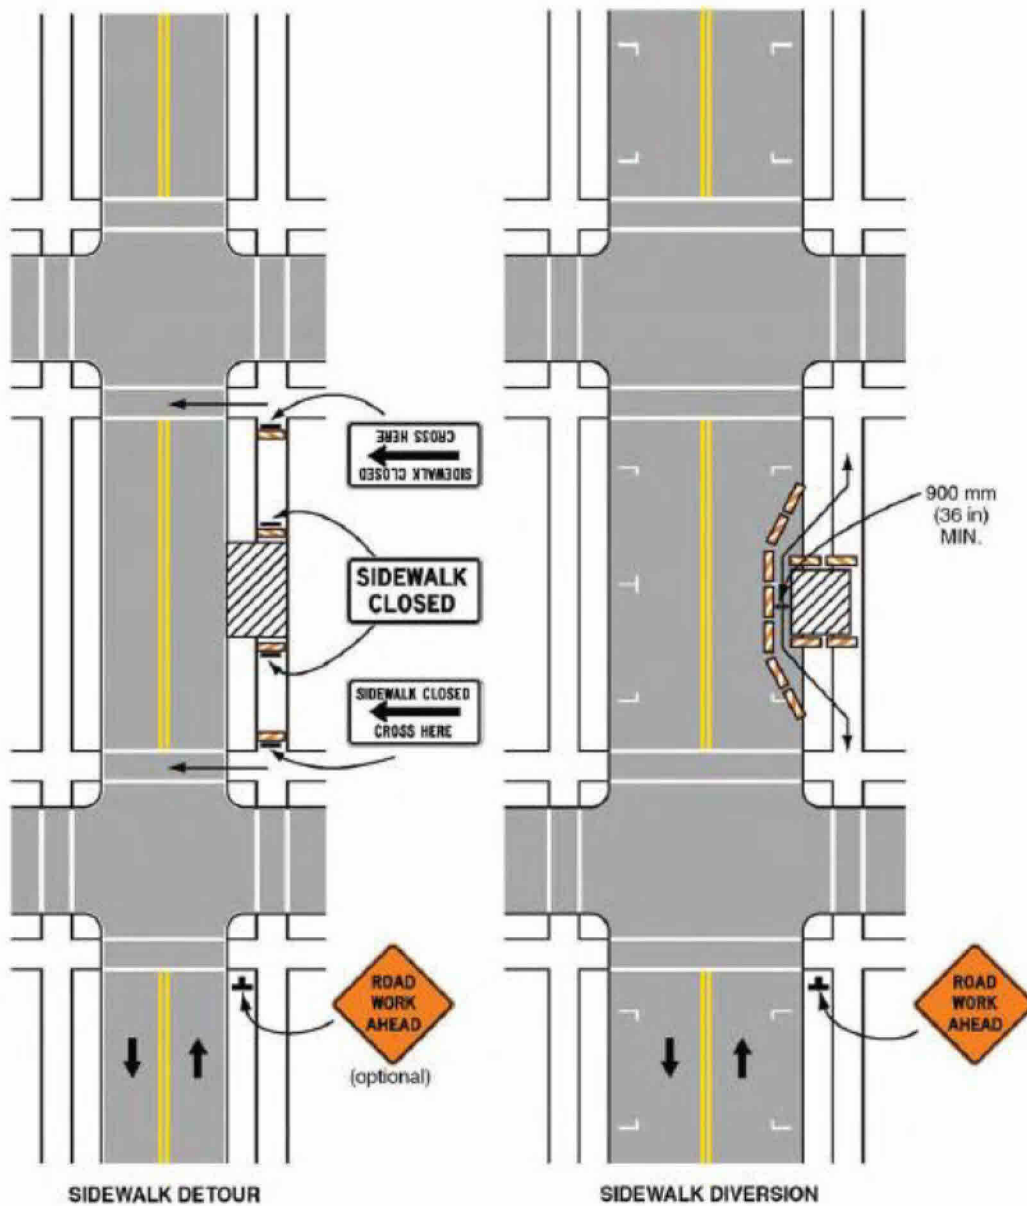 CROSS HERE
SIDEWALK CLOSED
900 mm
(36 in)
MIN.
SIDEWALK
CLOSED
SIDEWALK CLOSED
CROSS HERE
ROAD
WORK
AHEAD
(optional)
ROAD
WORK
AHEAD
SIDEWALK DETOUR
SIDEWALK DIVERSION